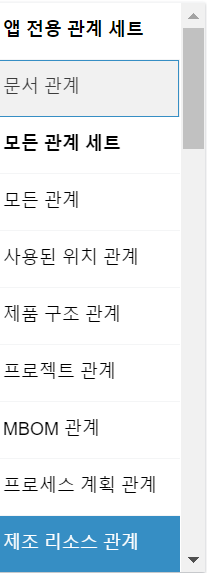 앱 전용 관계 세트
문서 관계
모든 관계 세트
모든 관계
사용된 위치 관계
제품 구조 관계
프로젝트 관계
MBOM 관계
프로세스 계획 관계
제조 리소스 관계